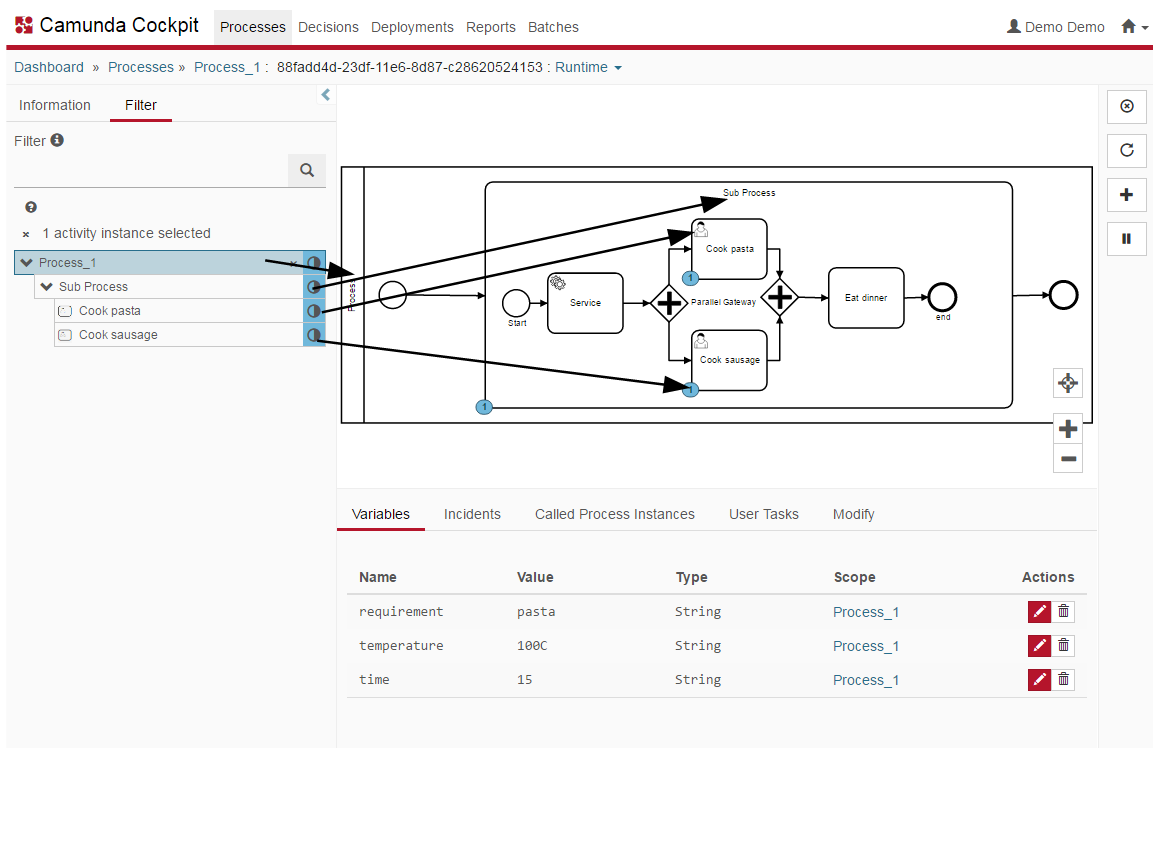 Camunda Cockpit Processes Decisions Deployments Reports Batches Demo Demo
Dashboard » Processes » Process_1 : 88fadd4d-23df-11e6-8d87-c28620524153 : Runtime
Information Filter
Filter
1 activity instance selected
Process_1
Sub Process
Cook pasta
Cook sausage
Process
Sub Process
Cook pasta
1
Start
Service
Parallel Gateway
Eat dinner
end
Cook sausage
1
1
Variables Incidents Called Process Instances User Tasks Modify
Name Value Type Scope Actions
requirement pasta String Process_1
temperature 100C String Process_1
time 15 String Process_1